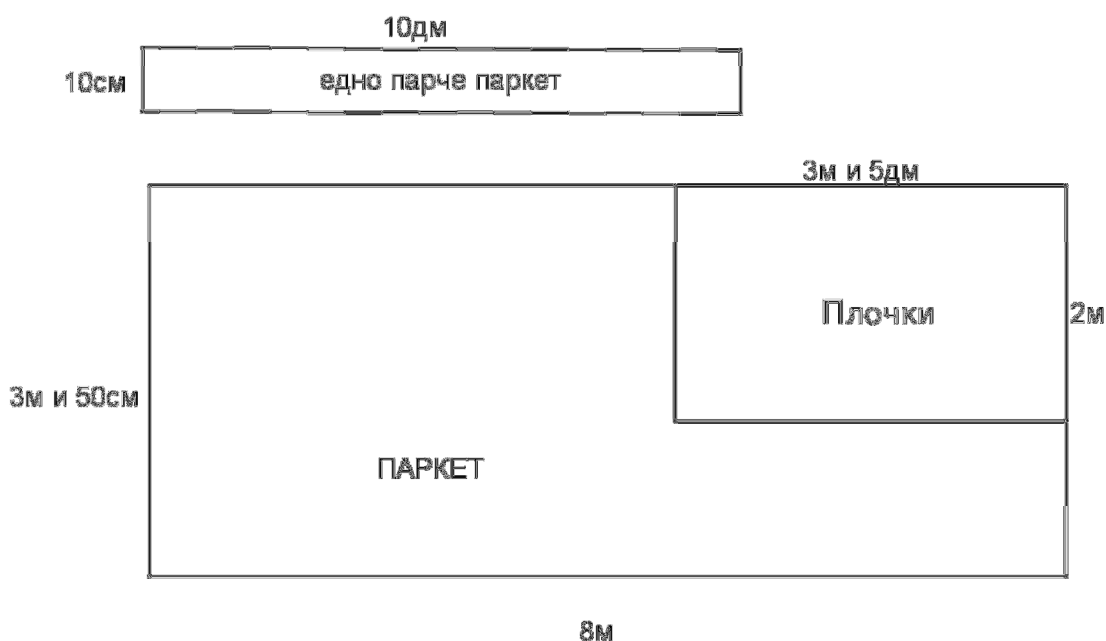 10дм
10см
едно парче паркет
3м и 5дм
Плочки
2м
3м и 50см
ПАРКЕТ
8м